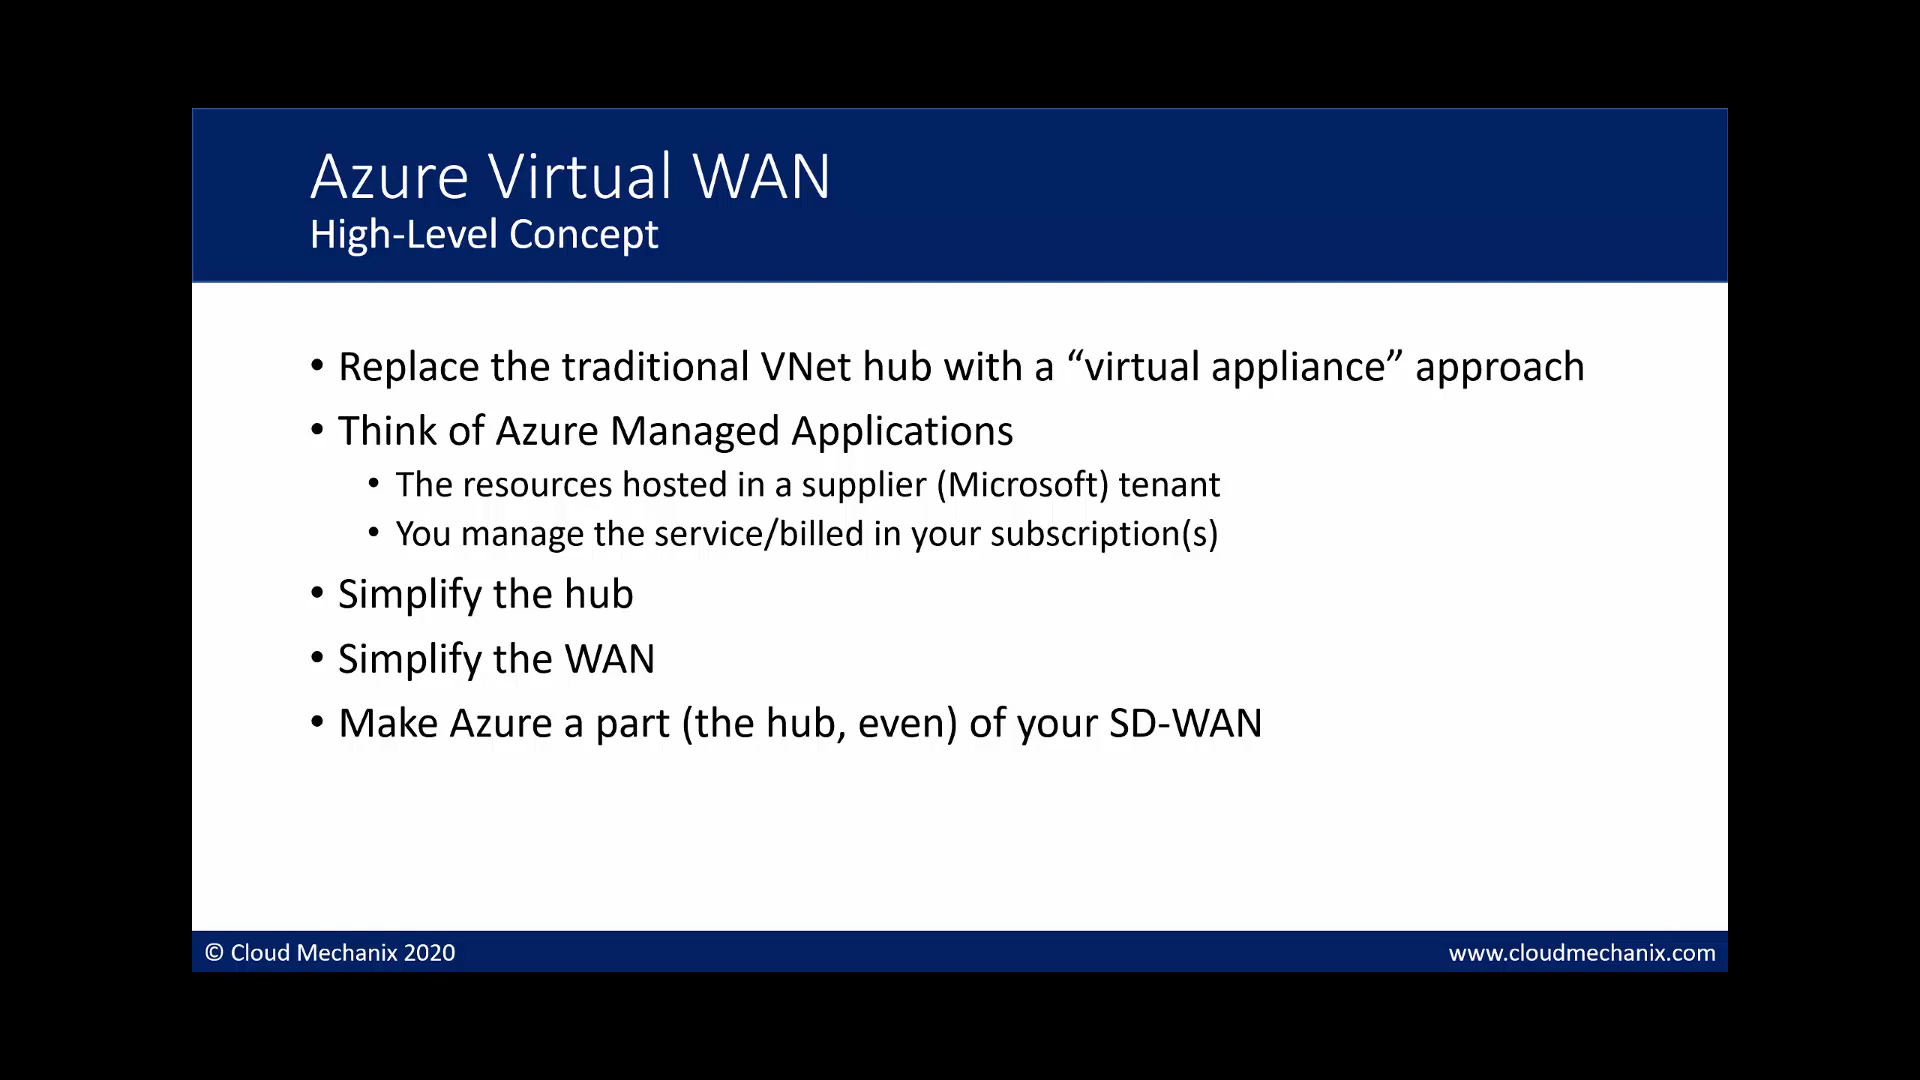 Azure Virtual WAN
High-Level Concept
• Replace the traditional VNet hub with a “virtual appliance” approach
• Think of Azure Managed Applications
• The resources hosted in a supplier (Microsoft) tenant
• You manage the service/billed in your subscription(s)
• Simplify the hub
• Simplify the WAN
• Make Azure a part (the hub, even) of your SD-WAN
© Cloud Mechanix 2020
www.cloudmechanix.com